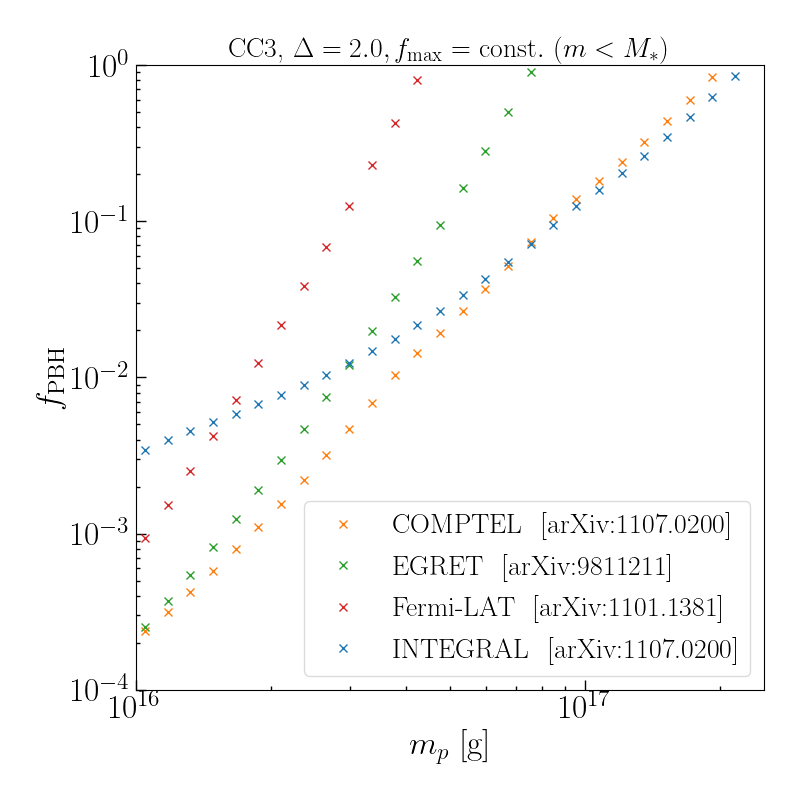 CC3, Δ = 2.0, f_max = const. (m < M_*)
10^0
10^−1
10^−2
10^−3
10^−4
f_PBH
COMPTEL [arXiv:1107.0200]
EGRET [arXiv:9811211]
Fermi-LAT [arXiv:1101.1381]
INTEGRAL [arXiv:1107.0200]
10^16 10^17
m_p [g]